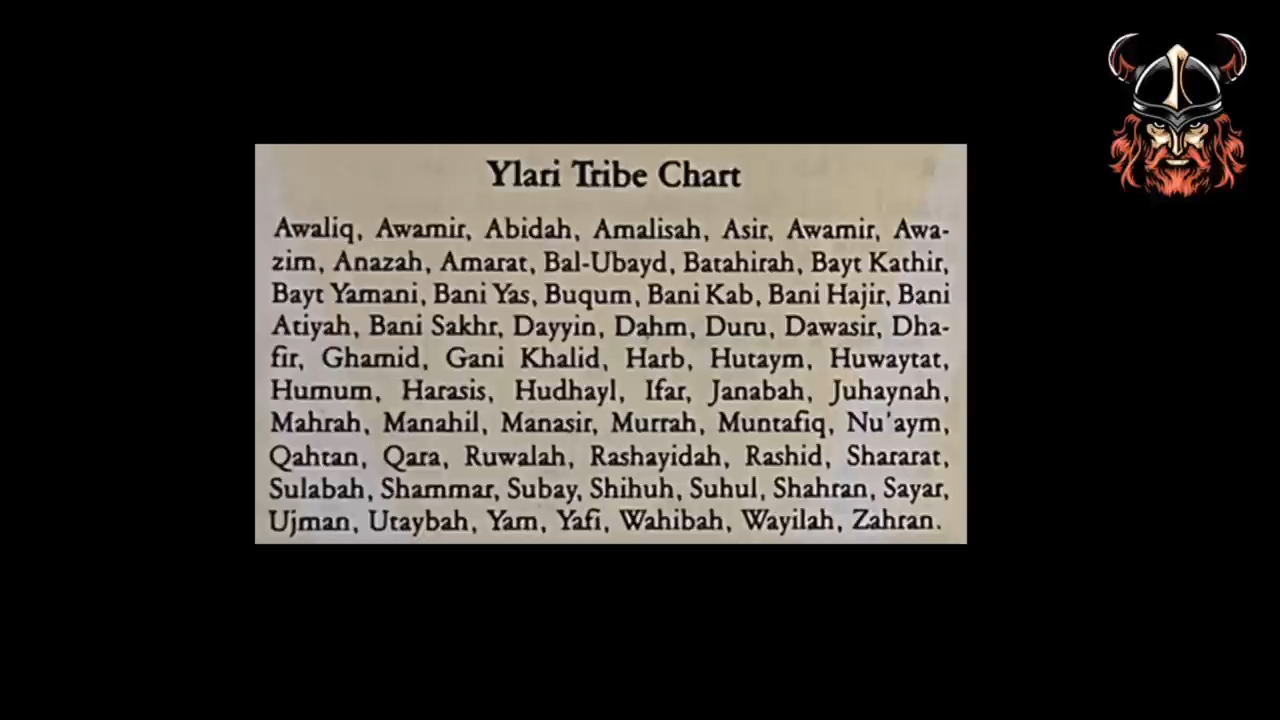 Ylari Tribe Chart
Awaliq, Awamir, Abidah, Amalisah, Asir, Awamir, Awa-
zim, Anazah, Amarat, Bal-Ubayd, Batahirah, Bayt Kathir,
Bayt Yamani, Bani Yas, Buqum, Bani Kab, Bani Hajir, Bani
Atiyah, Bani Sakhr, Dayyin, Dahm, Duru, Dawasir, Dha-
fir, Ghamid, Gani Khalid, Harb, Hutaym, Huwaytat,
Humum, Harasis, Hudhayl, Ifar, Janabah, Juhaynah,
Mahrah, Manahil, Manasir, Murrah, Muntafiq, Nu'aym,
Qahtan, Qara, Ruwalah, Rashayidah, Rashid, Shararat,
Sulabah, Shammar, Subay, Shihuh, Suhul, Shahran, Sayar,
Ujman, Utaybah, Yam, Yafi, Wahibah, Wayilah, Zahran.